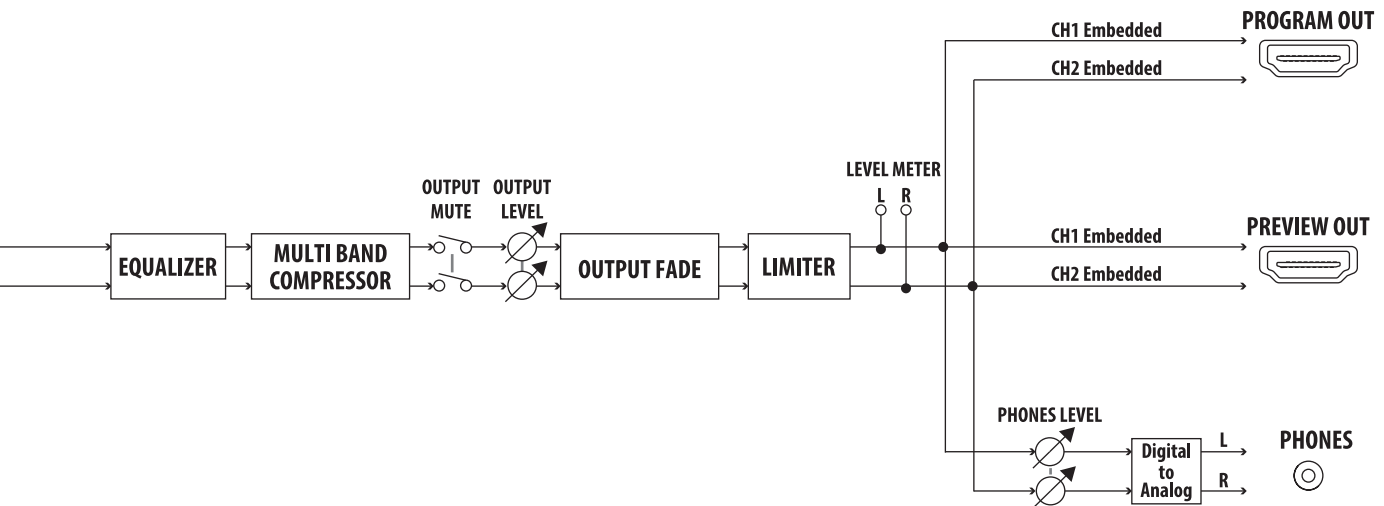 CH1 Embedded
PROGRAM OUT
CH2 Embedded
LEVEL METER
L R
OUTPUT
MUTE
OUTPUT
LEVEL
EQUALIZER
MULTI BAND
COMPRESSOR
OUTPUT FADE
LIMITER
CH1 Embedded
PREVIEW OUT
CH2 Embedded
PHONES LEVEL
Digital
to
Analog
L
R
PHONES